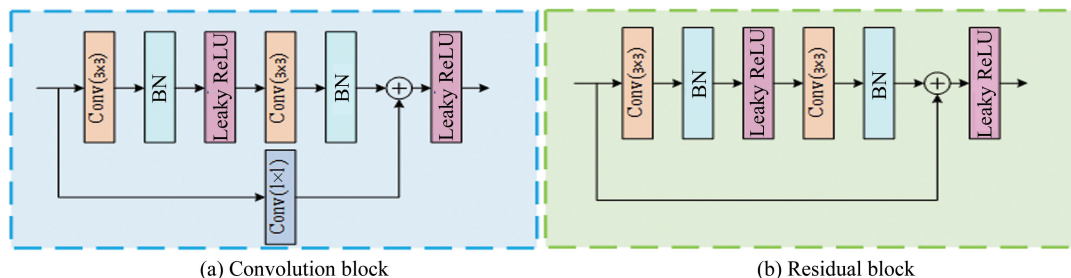 Conv(3×3)
BN
Leaky ReLU
Conv(3×3)
BN
+
Leaky ReLU
Conv(1×1)
(a) Convolution block
Conv(3×3)
BN
Leaky ReLU
Conv(3×3)
BN
+
Leaky ReLU
(b) Residual block